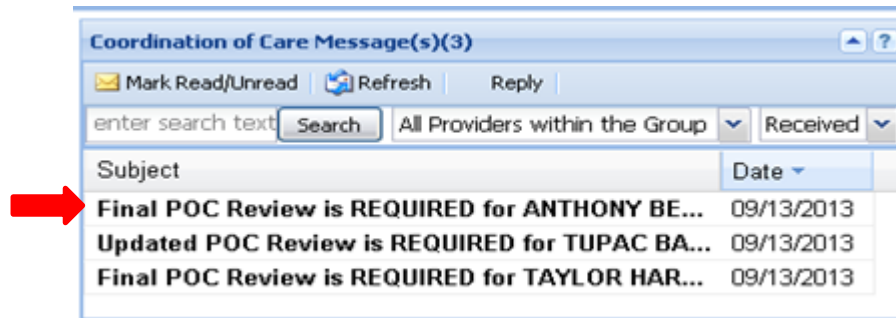 Coordination of Care Message(s)(3) ?
Mark Read/Unread Refresh Reply
enter search text Search All Providers within the Group Received
Subject Date
Final POC Review is REQUIRED for ANTHONY BE... 09/13/2013
Updated POC Review is REQUIRED for TUPAC BA... 09/13/2013
Final POC Review is REQUIRED for TAYLOR HAR... 09/13/2013